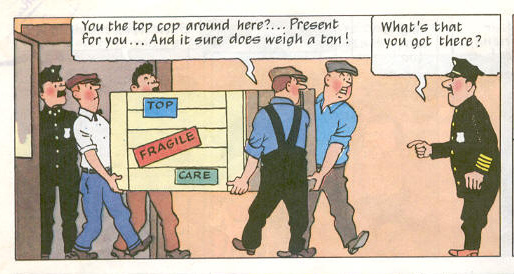 You the top cop around here?... Present
for you... And it sure does weigh a ton!
What's that
you got there?
TOP
FRAGILE
CARE